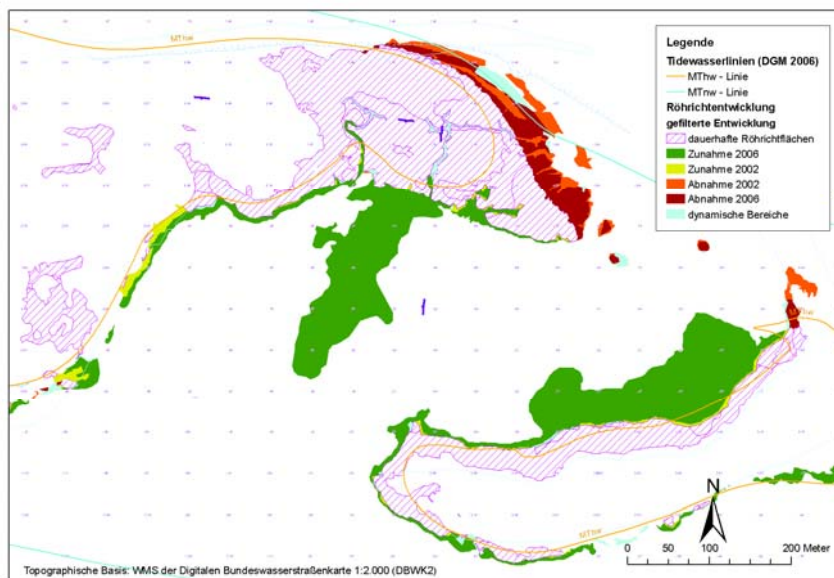 MThw
Legende
Tidewasserlinien (DGM 2006)
MThw - Linie
MTnw - Linie
Röhrichtentwicklung
gefilterte Entwicklung
dauerhafte Röhrichtflächen
Zunahme 2006
Zunahme 2002
Abnahme 2002
Abnahme 2006
dynamische Bereiche
MThw
MThw
N
0 50 100 200 Meter
Topographische Basis: WMS der Digitalen Bundeswasserstraßenkarte 1:2.000 (DBWK2)